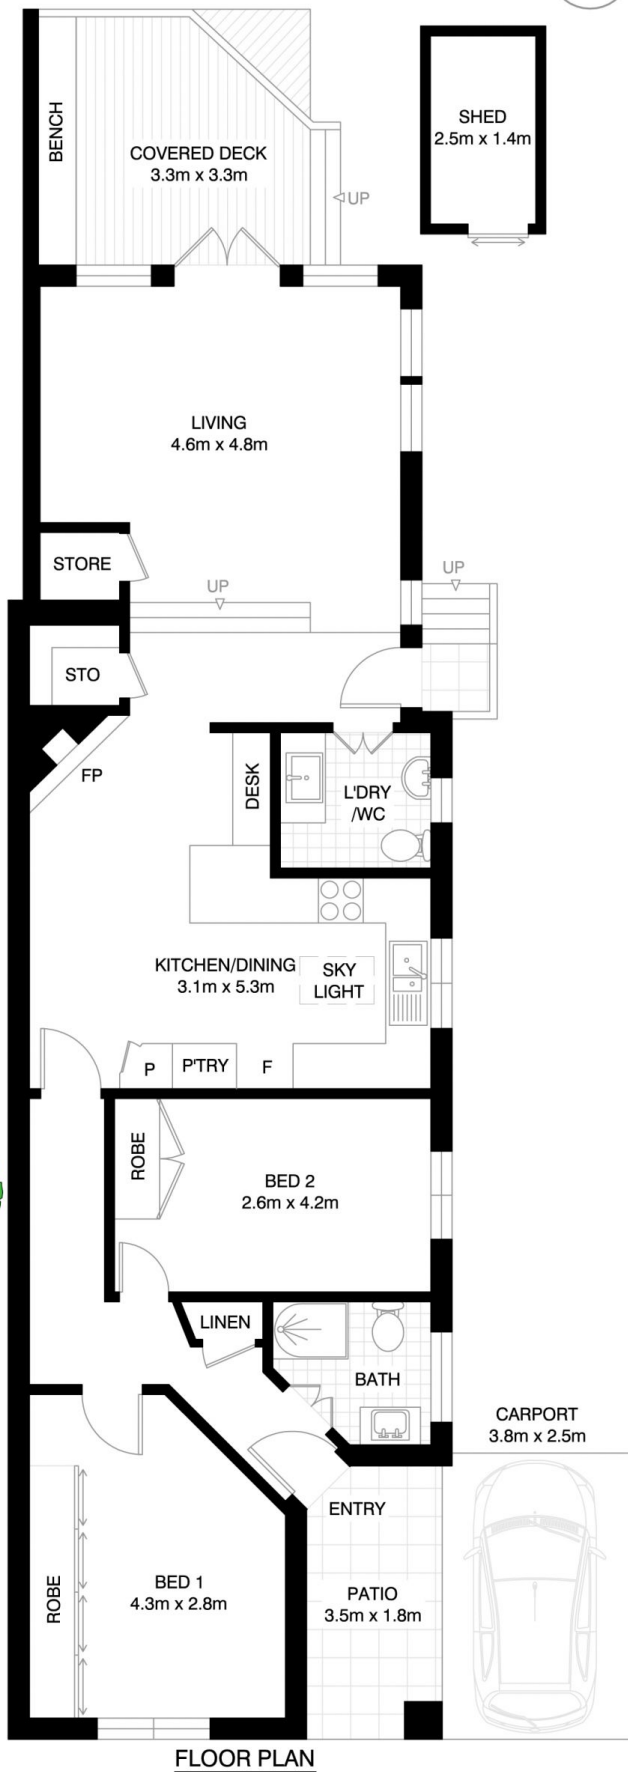 SHED
2.5m x 1.4m
BENCH
COVERED DECK
3.3m x 3.3m
UP
LIVING
4.6m x 4.8m
STORE
UP
UP
STO
FP
DESK
L'DRY
/WC
KITCHEN/DINING
3.1m x 5.3m
SKY
LIGHT
P
P'TRY
F
ROBE
BED 2
2.6m x 4.2m
LINEN
BATH
CARPORT
3.8m x 2.5m
ENTRY
ROBE
BED 1
4.3m x 2.8m
PATIO
3.5m x 1.8m
FLOOR PLAN